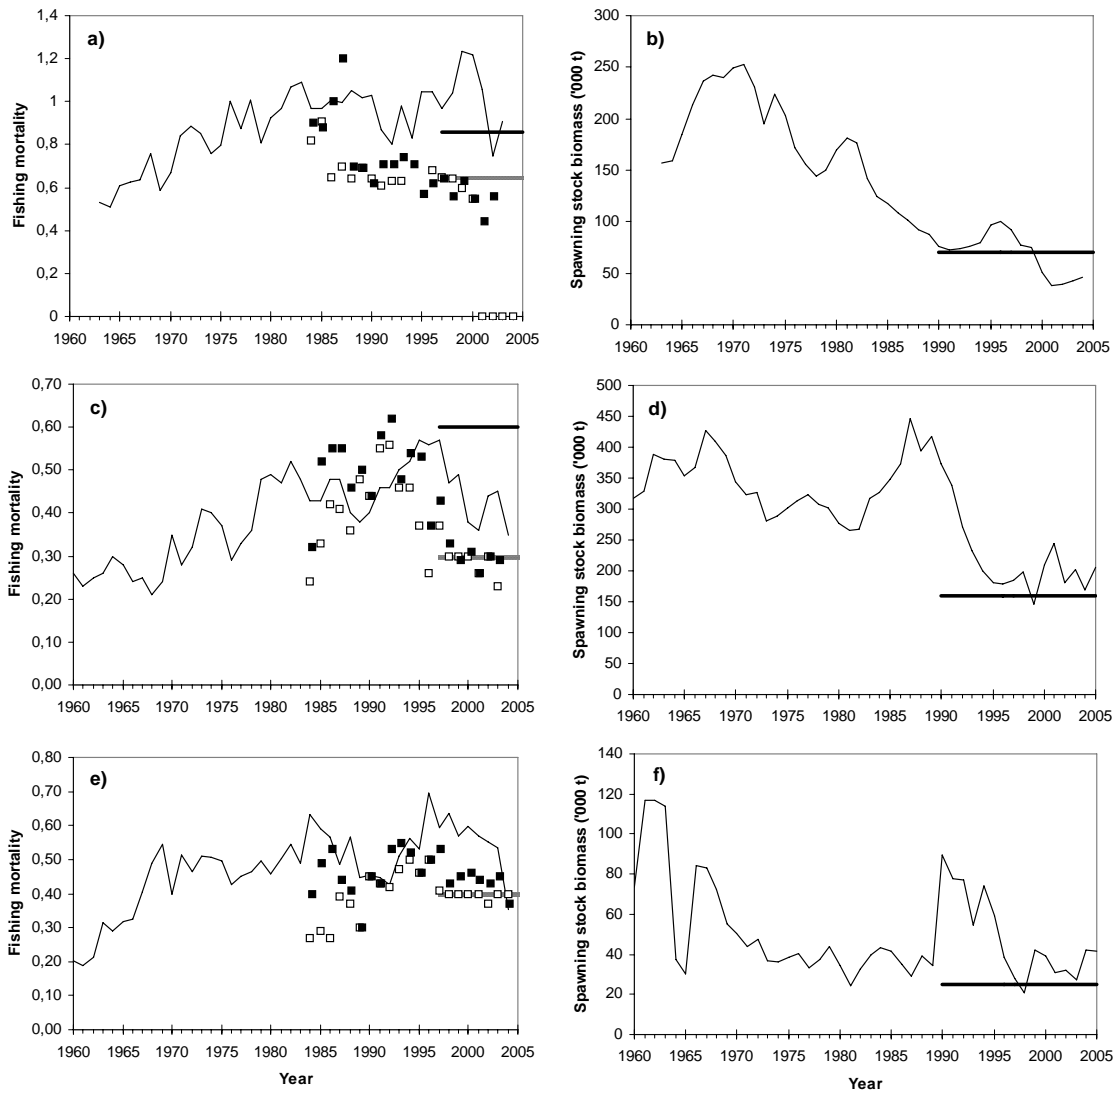 a)
Fishing mortality
1,4
1,2
1
0,8
0,6
0,4
0,2
0
1960 1965 1970 1975 1980 1985 1990 1995 2000 2005
b)
Spawning stock biomass ('000 t)
300
250
200
150
100
50
0
1960 1965 1970 1975 1980 1985 1990 1995 2000 2005
c)
Fishing mortality
0,70
0,60
0,50
0,40
0,30
0,20
0,10
0,00
1960 1965 1970 1975 1980 1985 1990 1995 2000 2005
d)
Spawning stock biomass ('000 t)
500
450
400
350
300
250
200
150
100
50
0
1960 1965 1970 1975 1980 1985 1990 1995 2000 2005
e)
Fishing mortality
0,80
0,70
0,60
0,50
0,40
0,30
0,20
0,10
0,00
1960 1965 1970 1975 1980 1985 1990 1995 2000 2005
Year
f)
Spawning stock biomass ('000 t)
140
120
100
80
60
40
20
0
1960 1965 1970 1975 1980 1985 1990 1995 2000 2005
Year